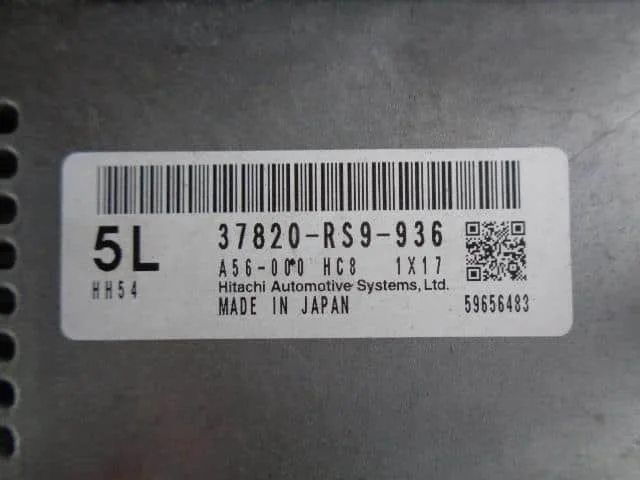 5L 37820-RS9-936
HH54 A56-000 HC8 1X17
Hitachi Automotive Systems, Ltd.
MADE IN JAPAN 59656483